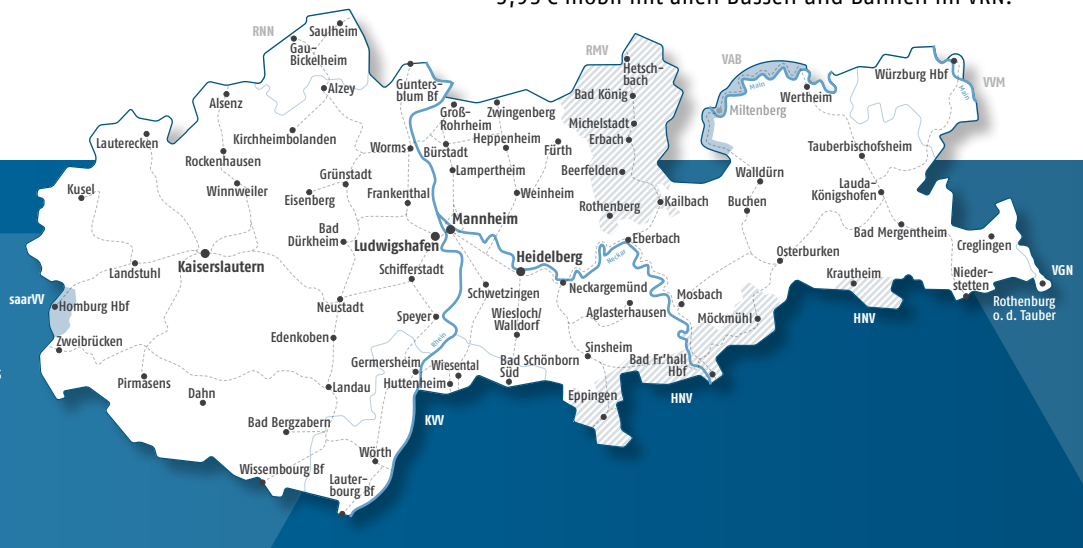 5,95 € mobil mit allen Bussen und Bahnen im VRN.
RNN
Saulheim
Gau-
Bickelheim
Alzey
Alsenz
Kirchheimbolanden
Lauterecken
Rockenhausen
Winnweiler
Kusel
Grünstadt
Eisenberg
Frankenthal
Worms
Gunters-
blum Bf
Groß-
Rohrheim
Zwingenberg
Heppenheim
Bürstadt
Fürth
Lampertheim
Weinheim
RMV
Hetsch-
bach
Bad König
Michelstadt
Erbach
Beerfelden
Rothenberg
Kailbach
VAB
Main
Miltenberg
Wertheim
Würzburg Hbf
Main
VVM
Tauberbischofsheim
Walldürn
Buchen
Lauda-
Königshofen
Bad Mergentheim
Creglingen
VGN
Rothenburg
o. d. Tauber
Nieder-
stetten
Krautheim
HNV
Osterburken
Mosbach
Möckmühl
Eberbach
Neckar
Mannheim
Ludwigshafen
Heidelberg
Neckargemünd
Aglasterhausen
Bad
Dürkheim
Kaiserslautern
Landstuhl
saarVV
Homburg Hbf
Zweibrücken
Pirmasens
Dahn
Schifferstadt
Schwetzingen
Neustadt
Speyer
Wiesloch/
Walldorf
Rhein
Edenkoben
Germersheim
Wiesental
Huttenheim
Bad Schönborn
Süd
Sinsheim
Bad Fr'hall
Hbf
HNV
Eppingen
KVV
Landau
Bad Bergzabern
Wörth
Wissembourg Bf
Lauter-
bourg Bf